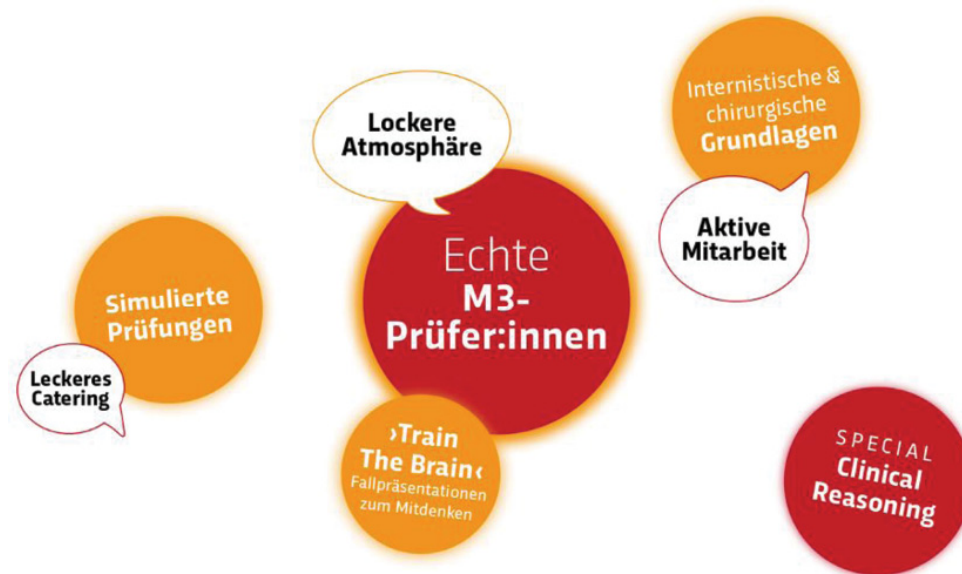 Internistische &
chirurgische
Grundlagen
Lockere
Atmosphäre
Aktive
Mitarbeit
Echte
M3-
Prüfer:innen
Simulierte
Prüfungen
Leckeres
Catering
›Train
The Brain‹
Fallpräsentationen
zum Mitdenken
SPECIAL
Clinical
Reasoning